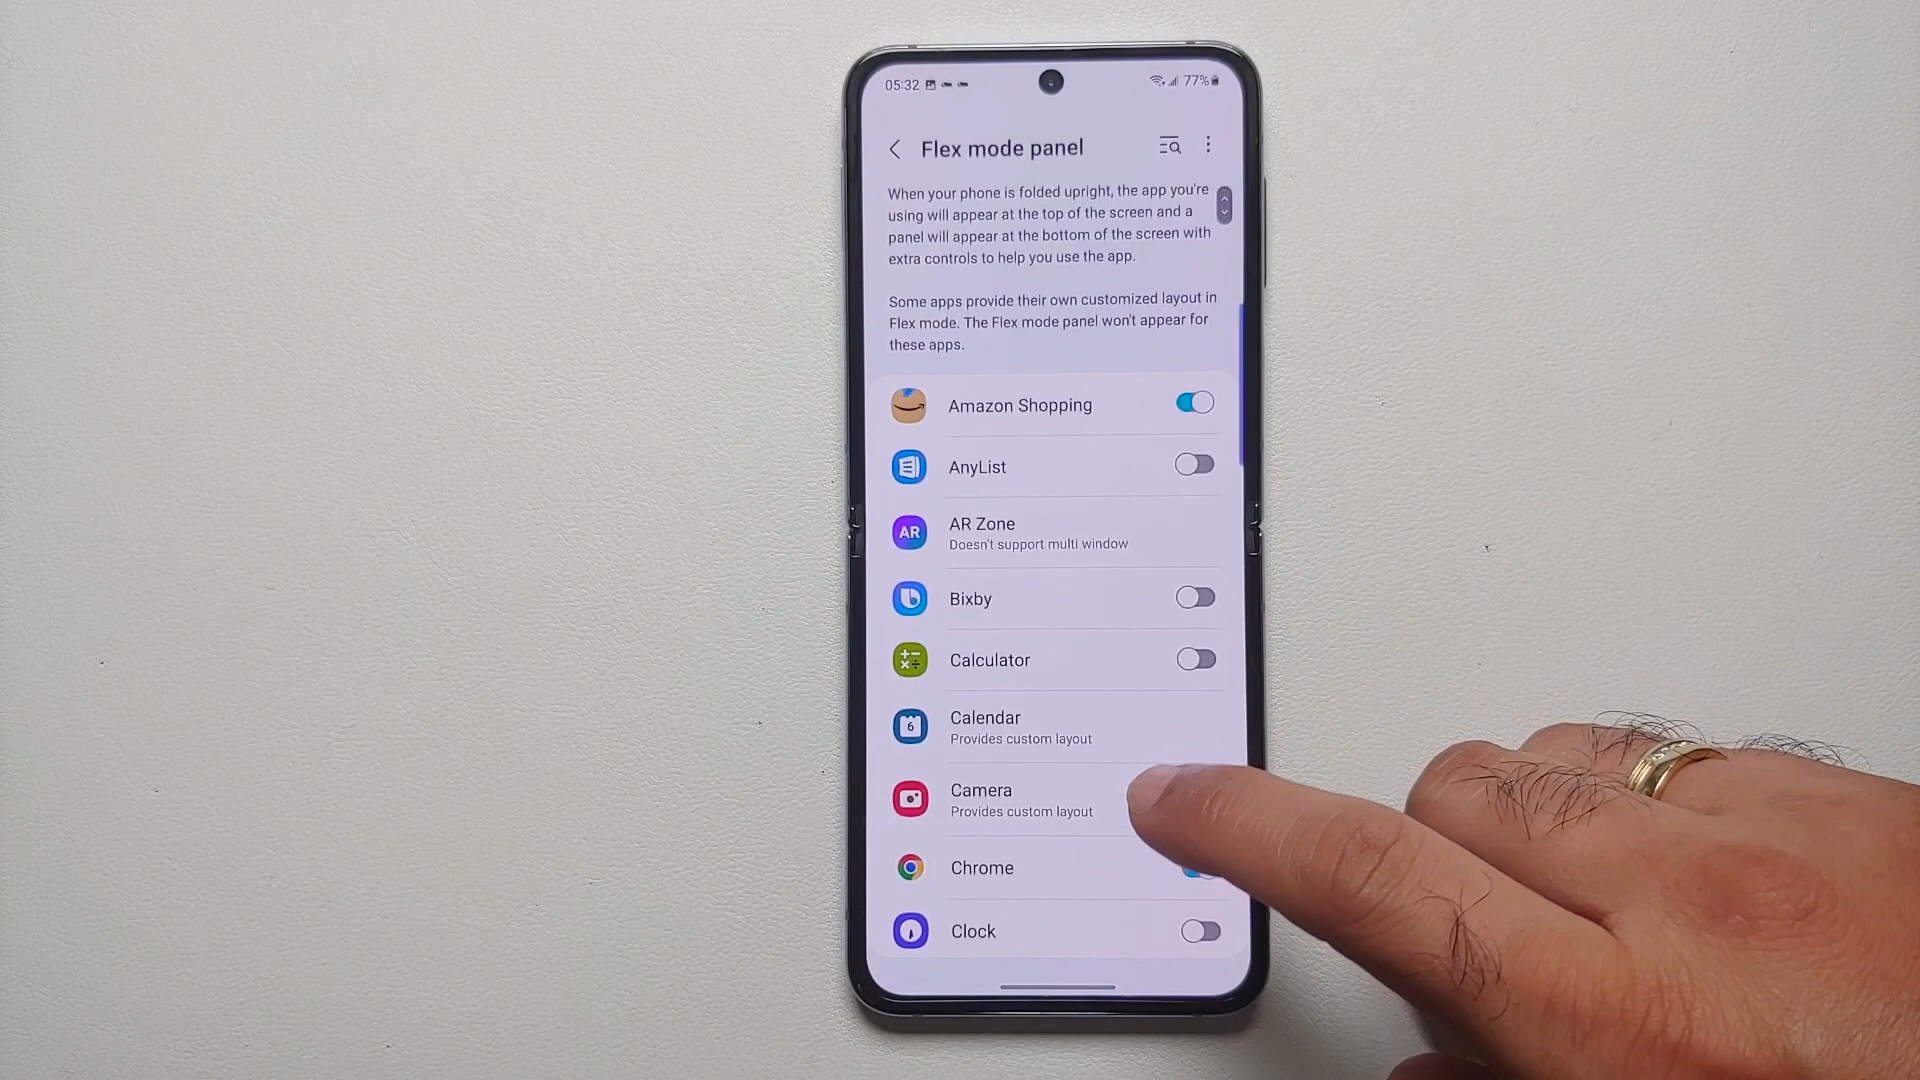 05:32
77%
Flex mode panel
When your phone is folded upright, the app you're
using will appear at the top of the screen and a
panel will appear at the bottom of the screen with
extra controls to help you use the app.
Some apps provide their own customized layout in
Flex mode. The Flex mode panel won't appear for
these apps.
Amazon Shopping
AnyList
AR
AR Zone
Doesn't support multi window
Bixby
Calculator
6
Calendar
Provides custom layout
Camera
Provides custom layout
Chrome
Clock